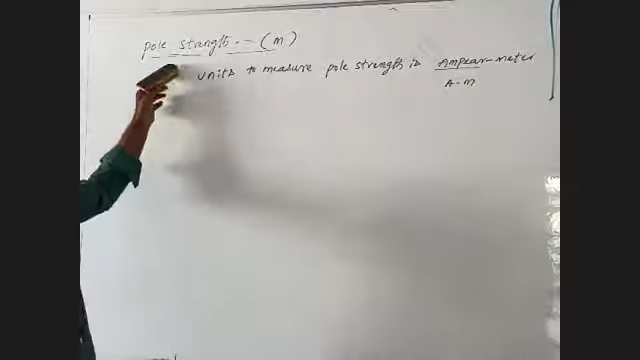 pole strength -- (m)
units to measure pole strength is Ampear-meter
A-m